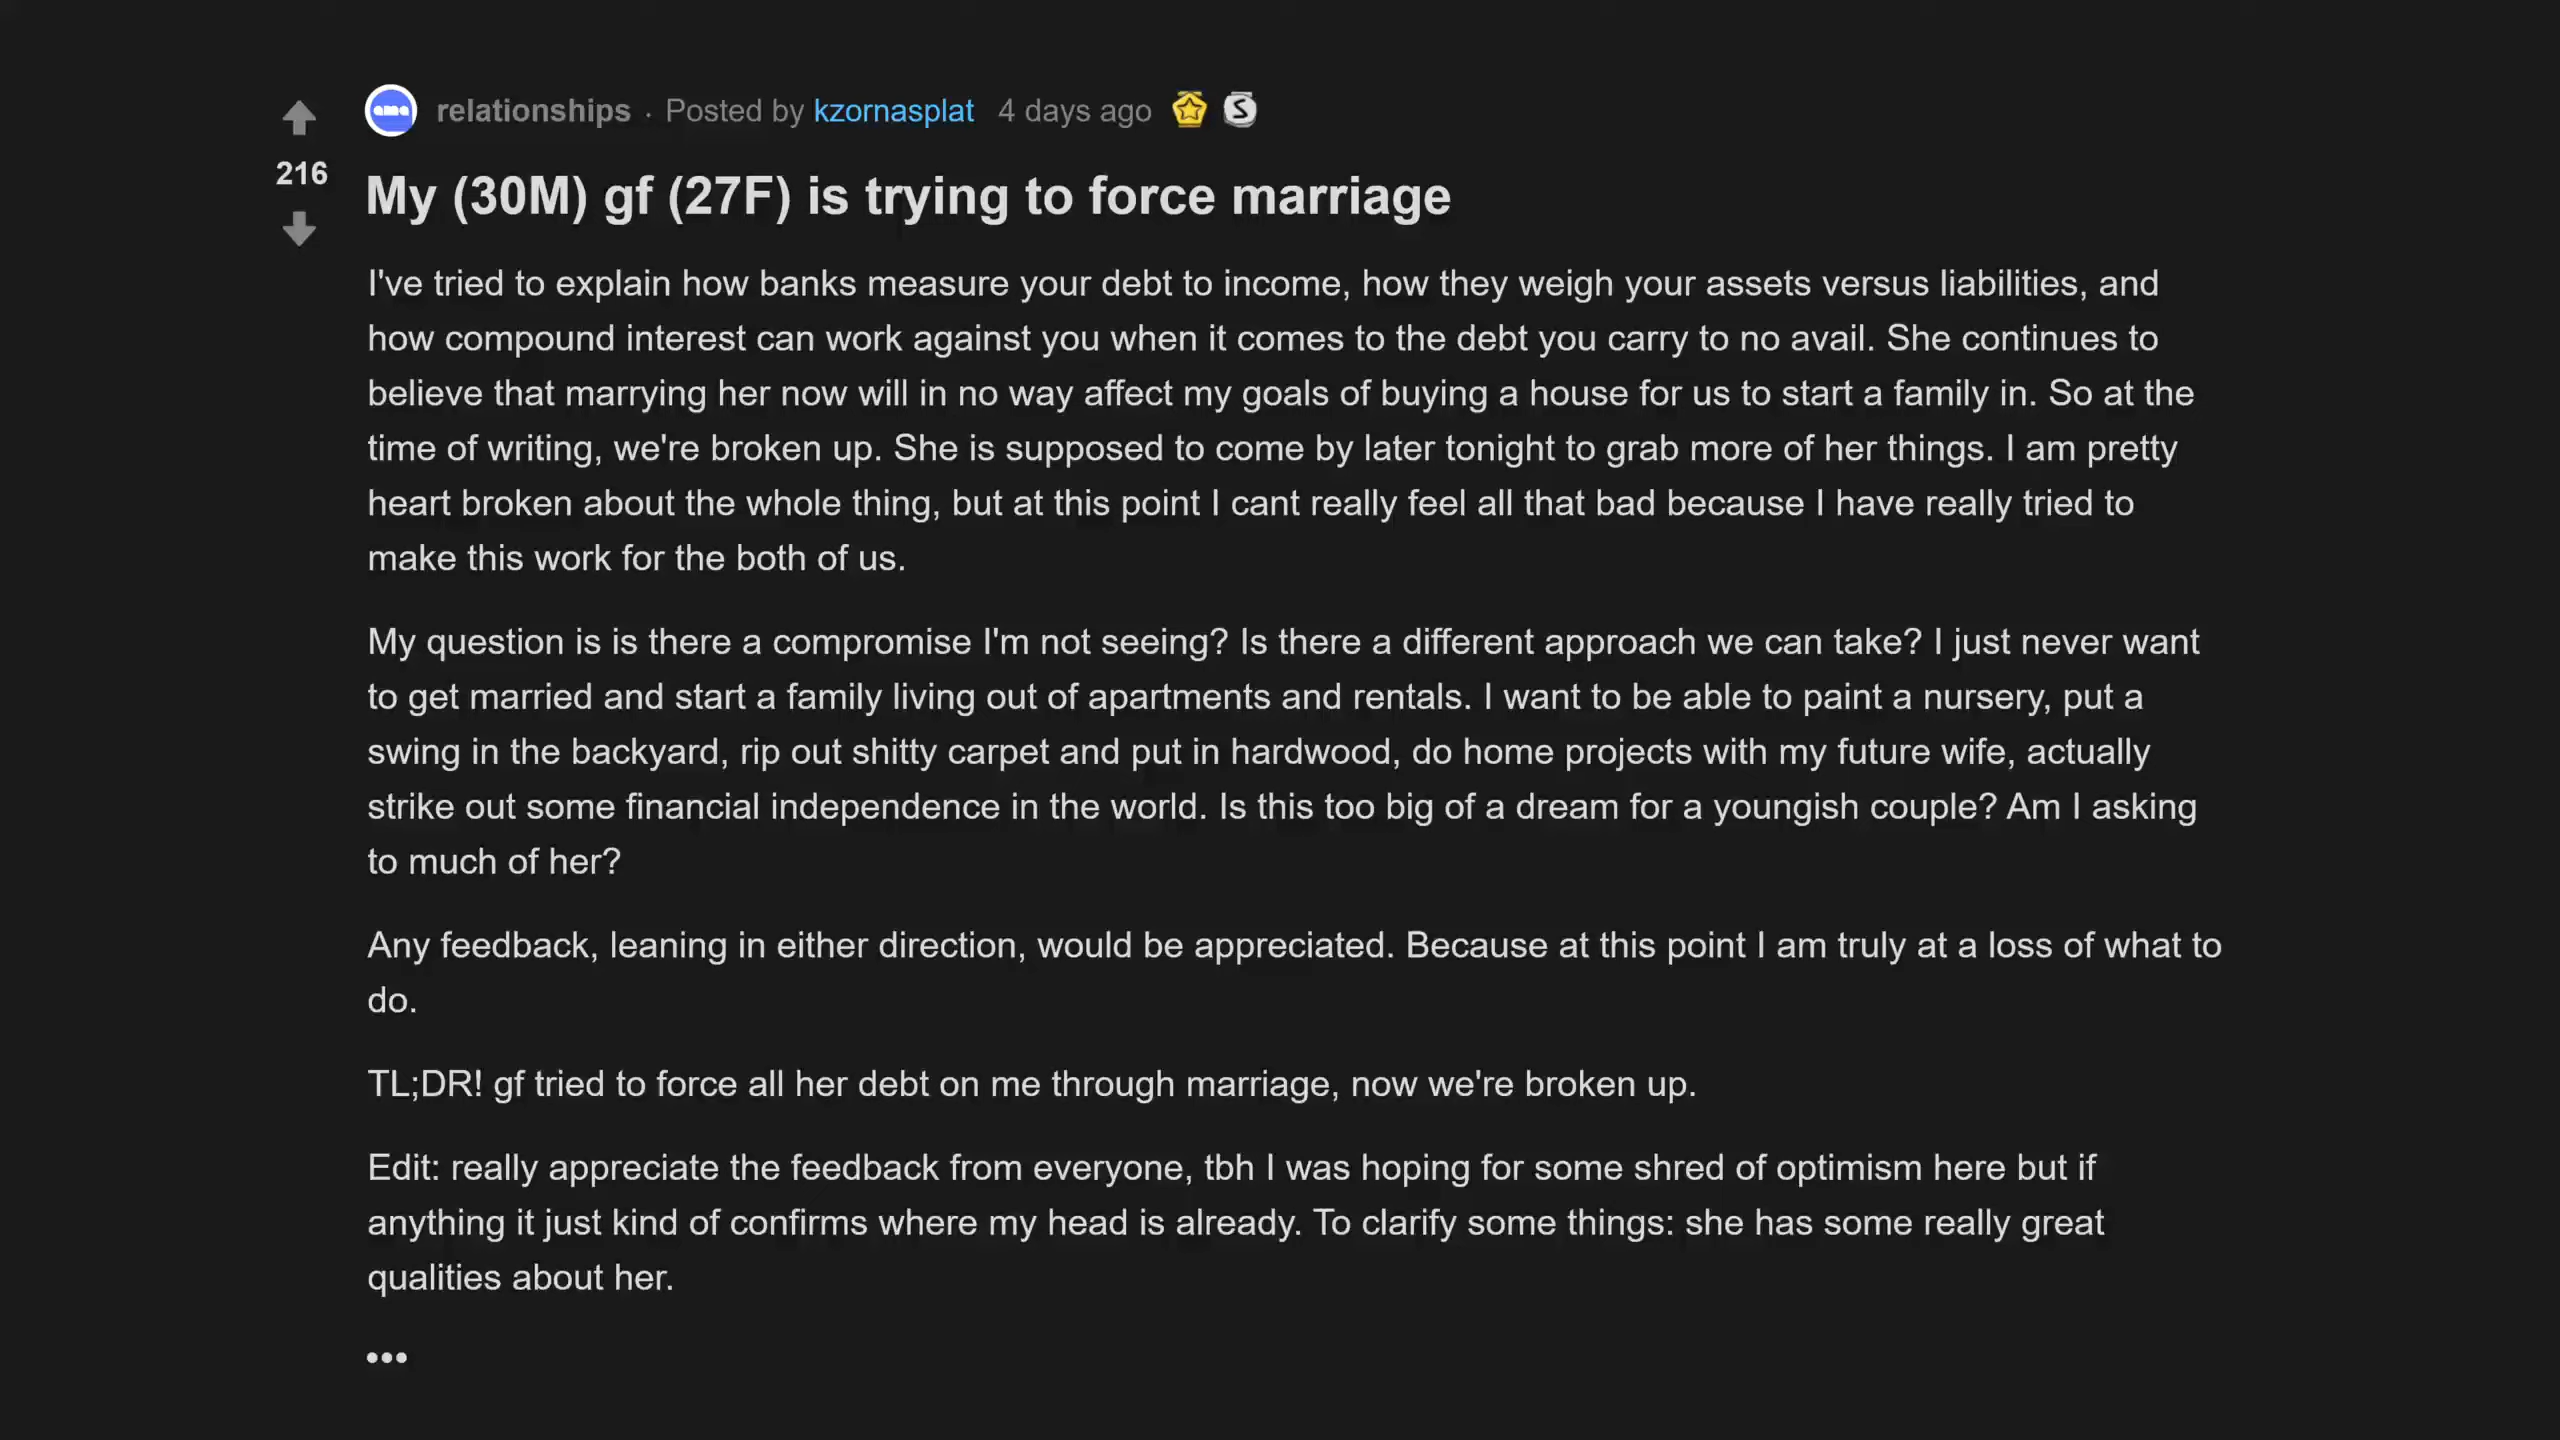 relationships · Posted by kzornasplat 4 days ago
216
My (30M) gf (27F) is trying to force marriage
I've tried to explain how banks measure your debt to income, how they weigh your assets versus liabilities, and
how compound interest can work against you when it comes to the debt you carry to no avail. She continues to
believe that marrying her now will in no way affect my goals of buying a house for us to start a family in. So at the
time of writing, we're broken up. She is supposed to come by later tonight to grab more of her things. I am pretty
heart broken about the whole thing, but at this point I cant really feel all that bad because I have really tried to
make this work for the both of us.
My question is is there a compromise I'm not seeing? Is there a different approach we can take? I just never want
to get married and start a family living out of apartments and rentals. I want to be able to paint a nursery, put a
swing in the backyard, rip out shitty carpet and put in hardwood, do home projects with my future wife, actually
strike out some financial independence in the world. Is this too big of a dream for a youngish couple? Am I asking
to much of her?
Any feedback, leaning in either direction, would be appreciated. Because at this point I am truly at a loss of what to
do.
TL;DR! gf tried to force all her debt on me through marriage, now we're broken up.
Edit: really appreciate the feedback from everyone, tbh I was hoping for some shred of optimism here but if
anything it just kind of confirms where my head is already. To clarify some things: she has some really great
qualities about her.
•••